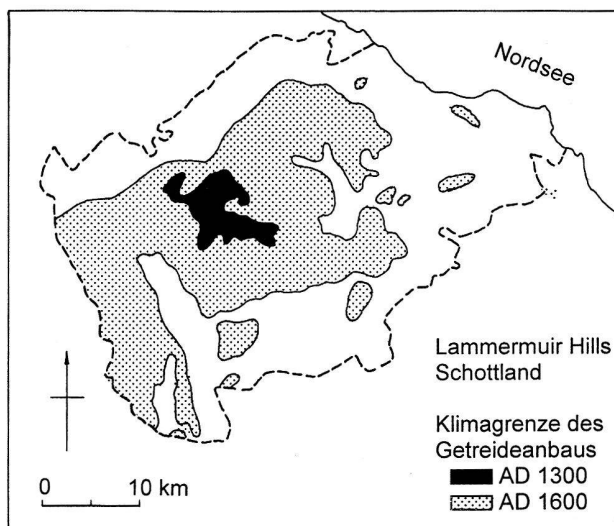 Nordsee
Lammermuir Hills
Schottland
Klimagrenze des
Getreideanbaus
AD 1300
AD 1600
0 10 km